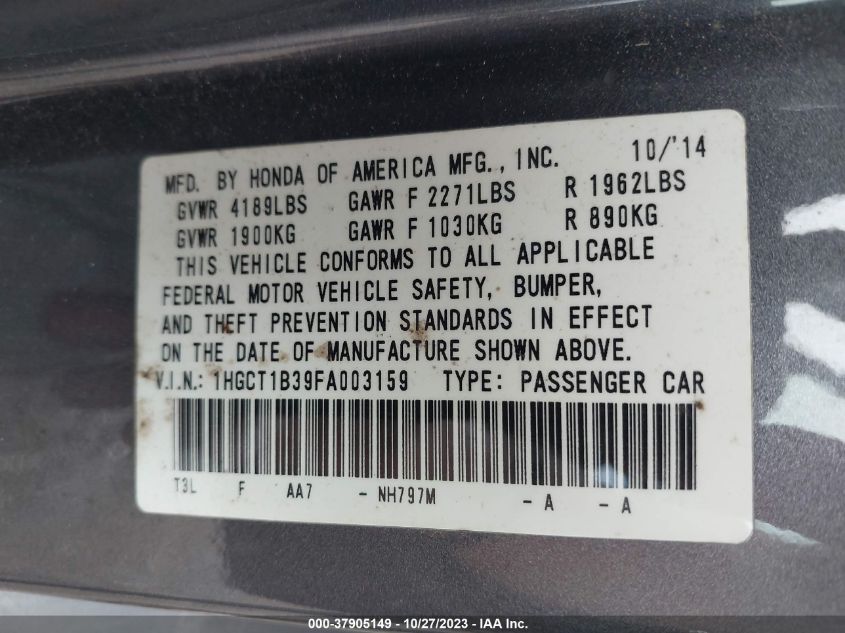 MFD. BY HONDA OF AMERICA MFG., INC. 10/'14
GVWR 4189LBS GAWR F 2271LBS R 1962LBS
GVWR 1900KG GAWR F 1030KG R 890KG
THIS VEHICLE CONFORMS TO ALL APPLICABLE
FEDERAL MOTOR VEHICLE SAFETY, BUMPER,
AND THEFT PREVENTION STANDARDS IN EFFECT
ON THE DATE OF MANUFACTURE SHOWN ABOVE.
V.I.N.: 1HGCT1B39FA003159 TYPE: PASSENGER CAR
T3L F AA7 - NH797M - A - A
000-37905149 - 10/27/2023 - IAA Inc.